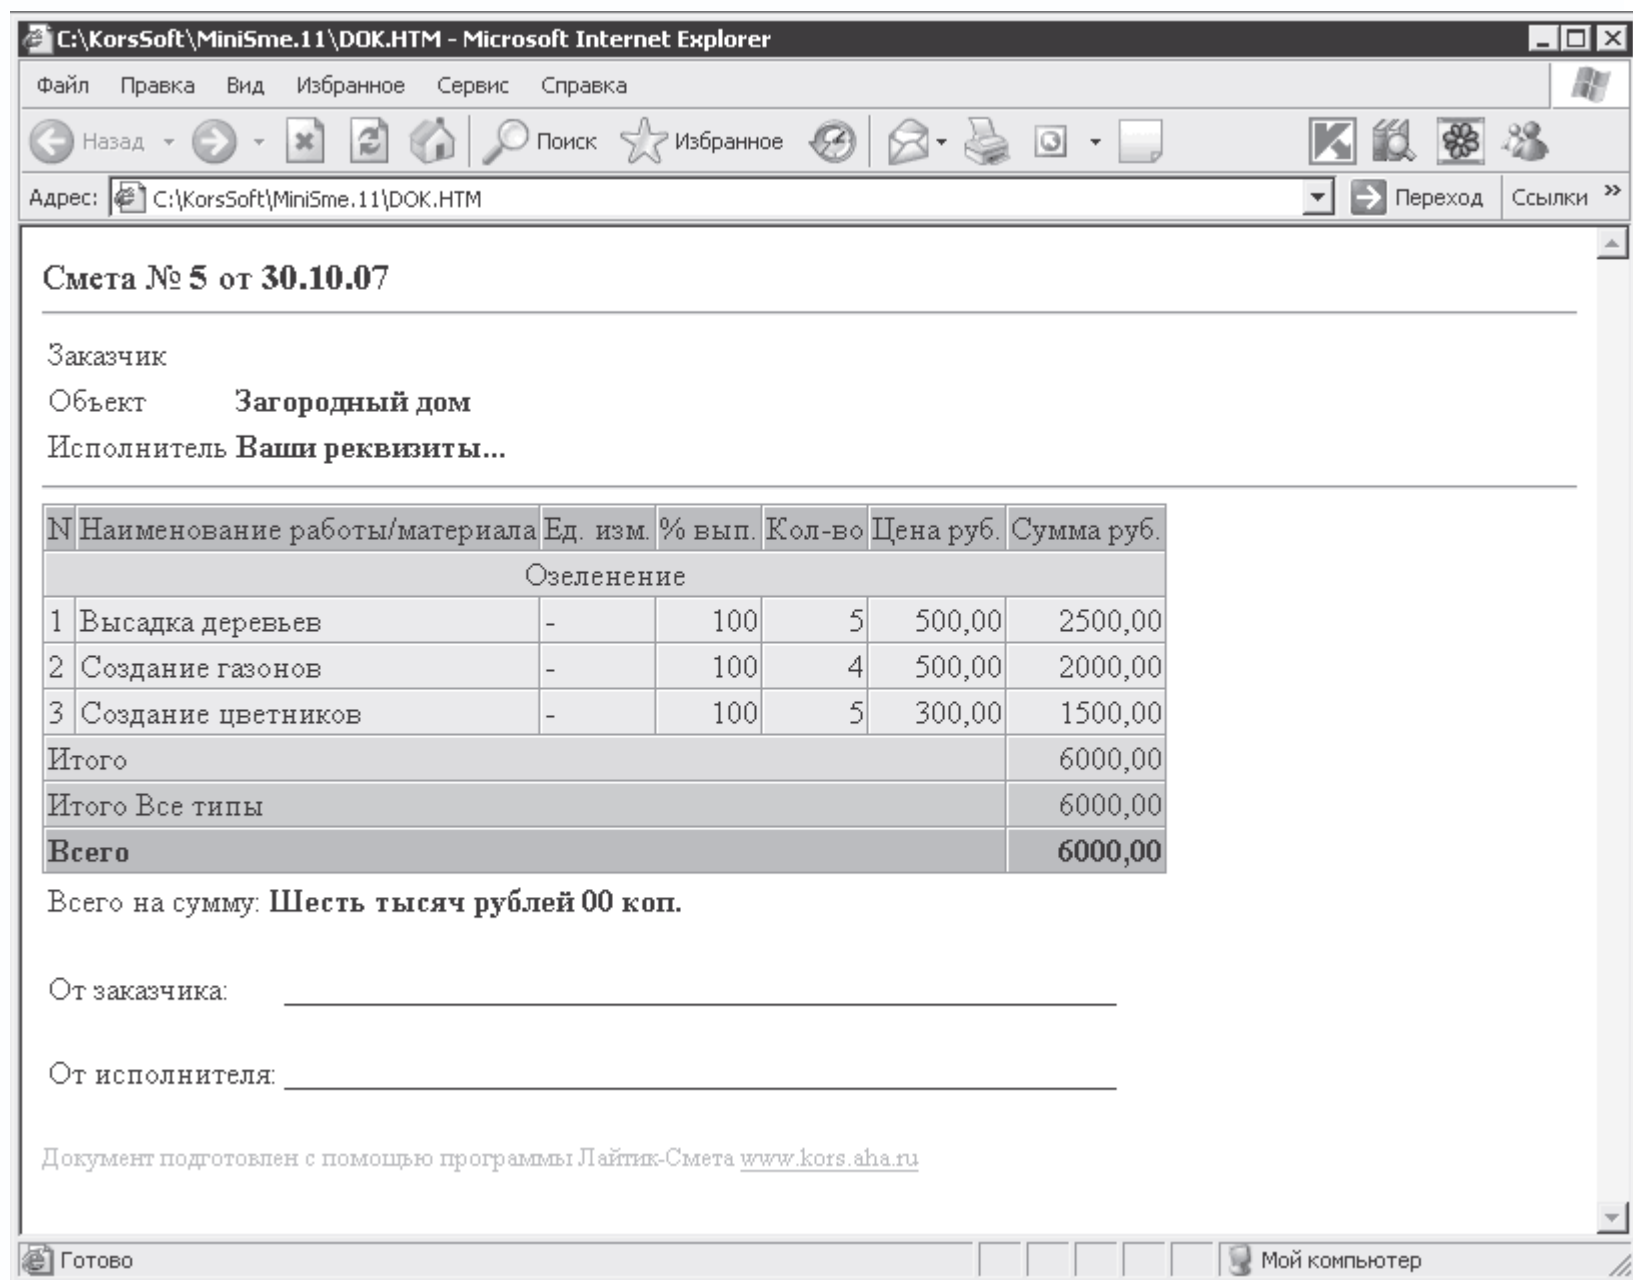 C:\KorsSoft\MiniSme.11\DOK.HTM - Microsoft Internet Explorer
Файл Правка Вид Избранное Сервис Справка
Назад Поиск Избранное
Адрес: C:\KorsSoft\MiniSme.11\DOK.HTM Переход Ссылки »
Смета № 5 от 30.10.07
Заказчик
Объект Загородный дом
Исполнитель Ваши реквизиты...
N Наименование работы/материала Ед. изм. % вып. Кол-во Цена руб. Сумма руб.
Озеленение
1 Высадка деревьев - 100 5 500,00 2500,00
2 Создание газонов - 100 4 500,00 2000,00
3 Создание цветников - 100 5 300,00 1500,00
Итого 6000,00
Итого Все типы 6000,00
Всего 6000,00
Всего на сумму: Шесть тысяч рублей 00 коп.
От заказчика:
От исполнителя:
Документ подготовлен с помощью программы Лайтик-Смета www.kors.aha.ru
Готово Мой компьютер